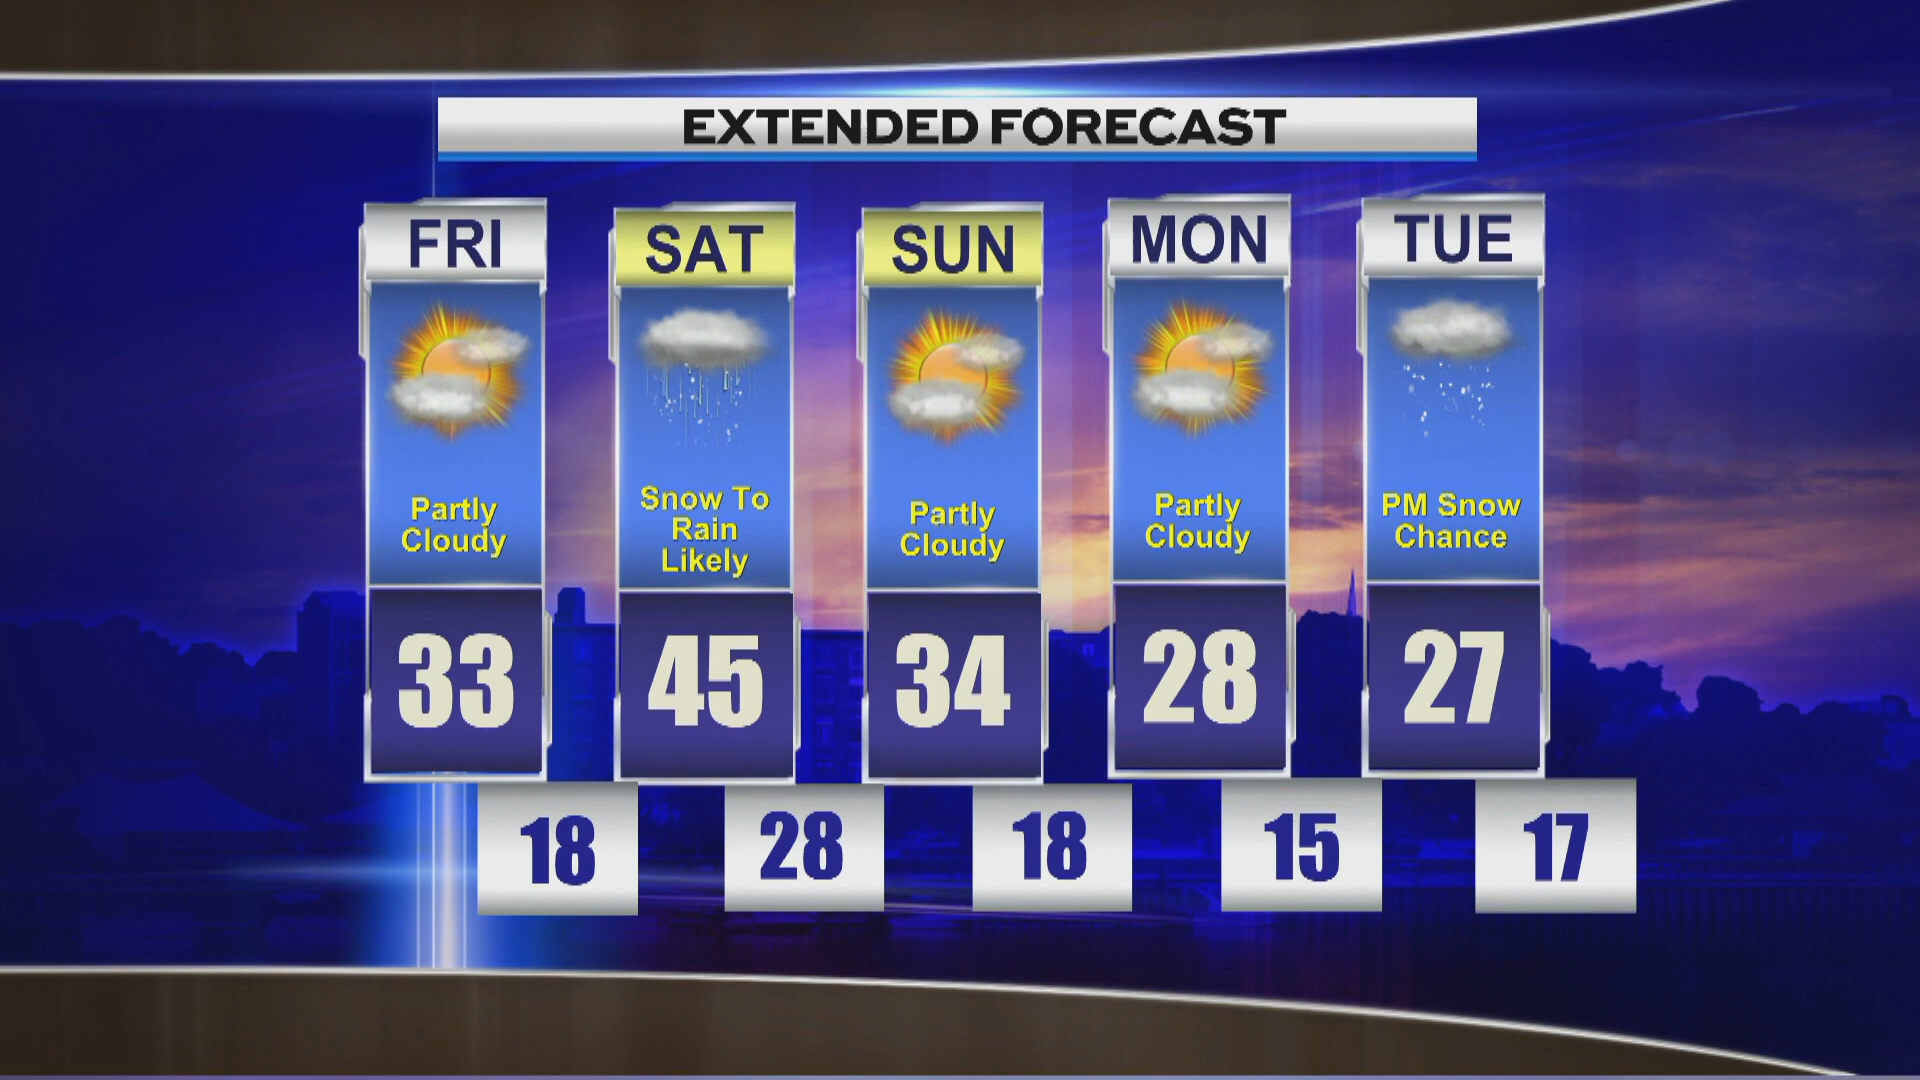 EXTENDED FORECAST
FRI
SAT
SUN
MON
TUE
Partly
Cloudy
Snow To
Rain
Likely
Partly
Cloudy
Partly
Cloudy
PM Snow
Chance
33
45
34
28
27
18
28
18
15
17